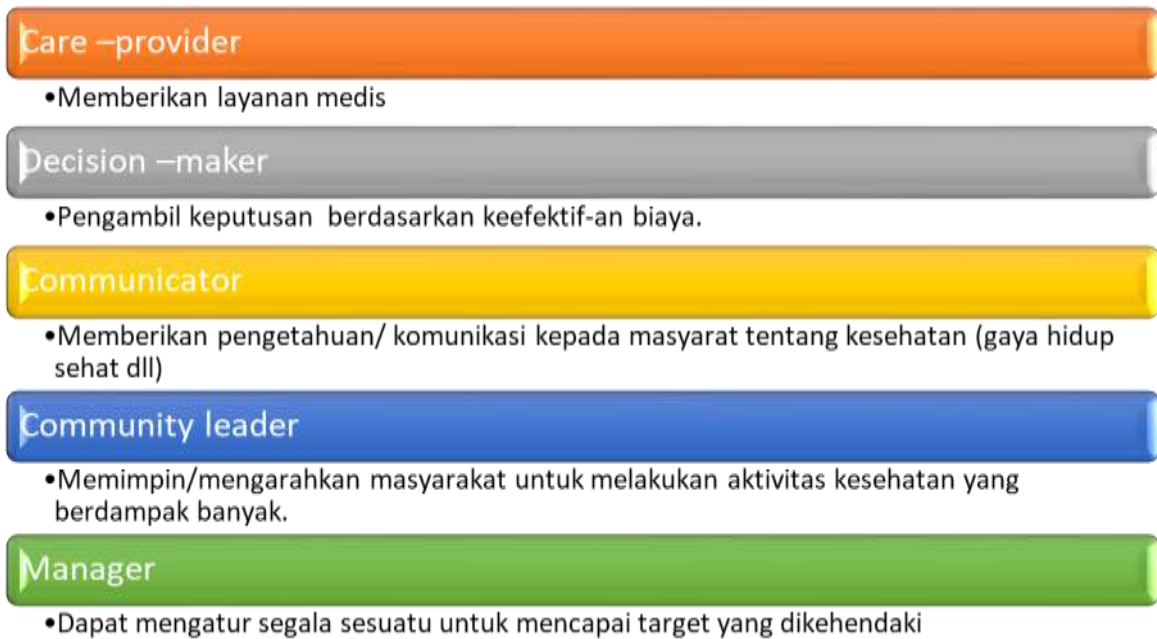 Care –provider
•Memberikan layanan medis
Decision –maker
•Pengambil keputusan berdasarkan keefektif-an biaya.
Communicator
•Memberikan pengetahuan/ komunikasi kepada masyarat tentang kesehatan (gaya hidup
sehat dll)
Community leader
•Memimpin/mengarahkan masyarakat untuk melakukan aktivitas kesehatan yang
berdampak banyak.
Manager
•Dapat mengatur segala sesuatu untuk mencapai target yang dikehendaki